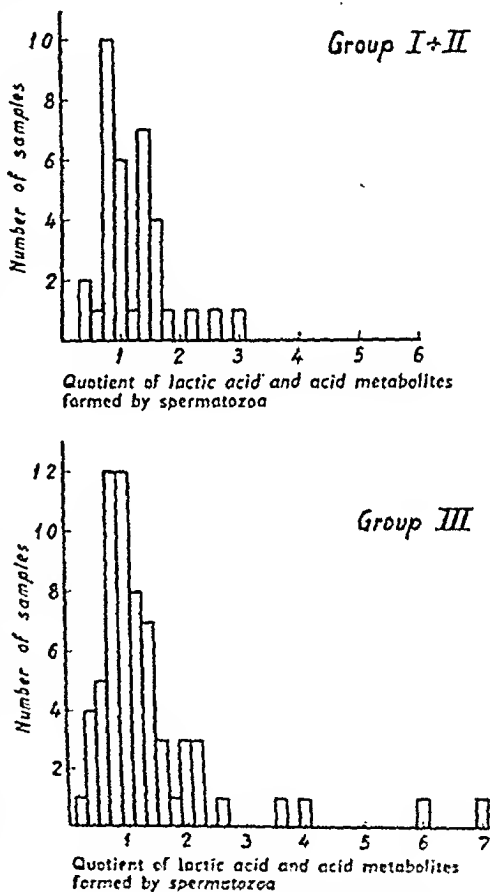 Group I+II
Number of samples
10
8
6
4
2
1 2 3 4 5 6
Quotient of lactic acid and acid metabolites
formed by spermatozoa
Group III
Number of samples
12
10
8
6
4
2
1 2 3 4 5 6 7
Quotient of lactic acid and acid metabolites
formed by spermatozoa